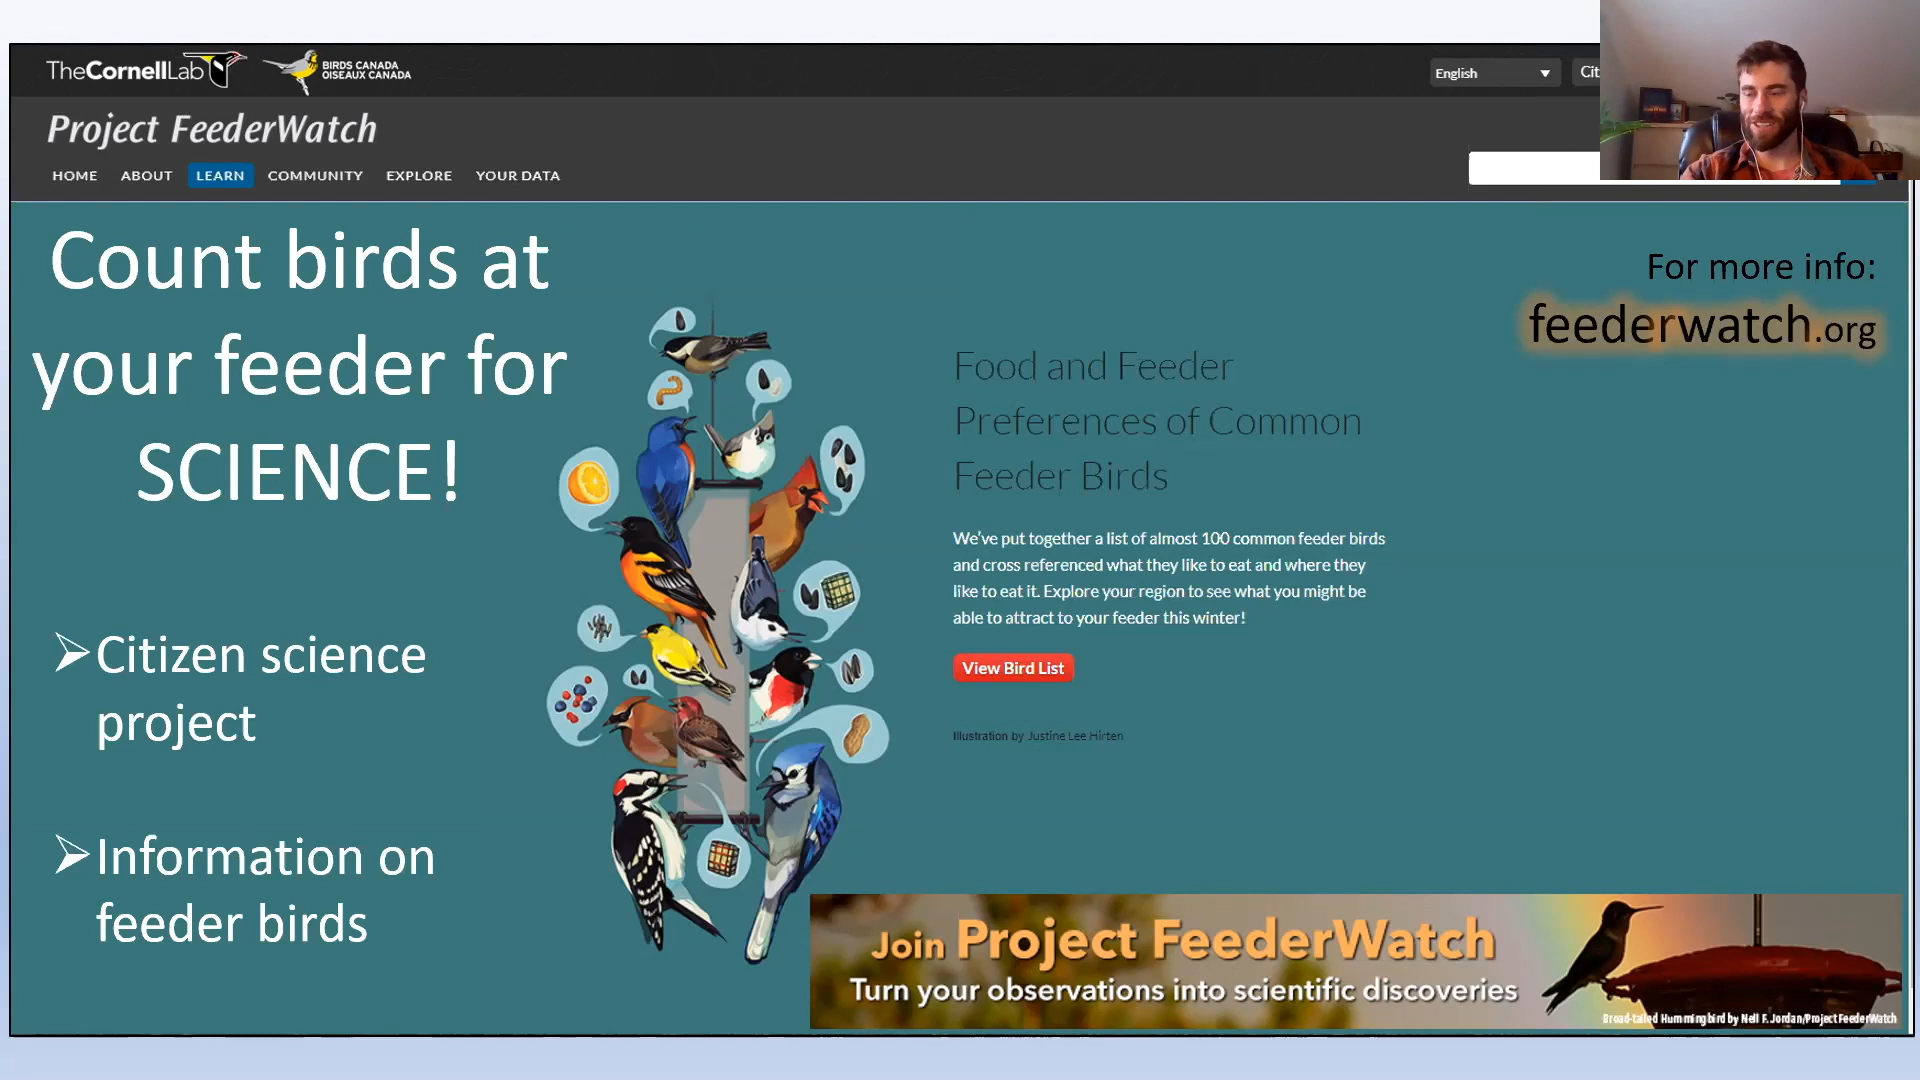 TheCornellLab
BIRDS CANADA
OISEAUX CANADA
English
Cit
Project FeederWatch
HOME ABOUT LEARN COMMUNITY EXPLORE YOUR DATA
Count birds at
your feeder for
SCIENCE!
➢Citizen science
project
➢Information on
feeder birds
For more info:
feederwatch.org
Food and Feeder
Preferences of Common
Feeder Birds
We've put together a list of almost 100 common feeder birds
and cross referenced what they like to eat and where they
like to eat it. Explore your region to see what you might be
able to attract to your feeder this winter!
View Bird List
Illustration by Justine Lee Hirten
Join Project FeederWatch
Turn your observations into scientific discoveries
Broad-tailed Hummingbird by Nell F. Jordan/Project FeederWatch